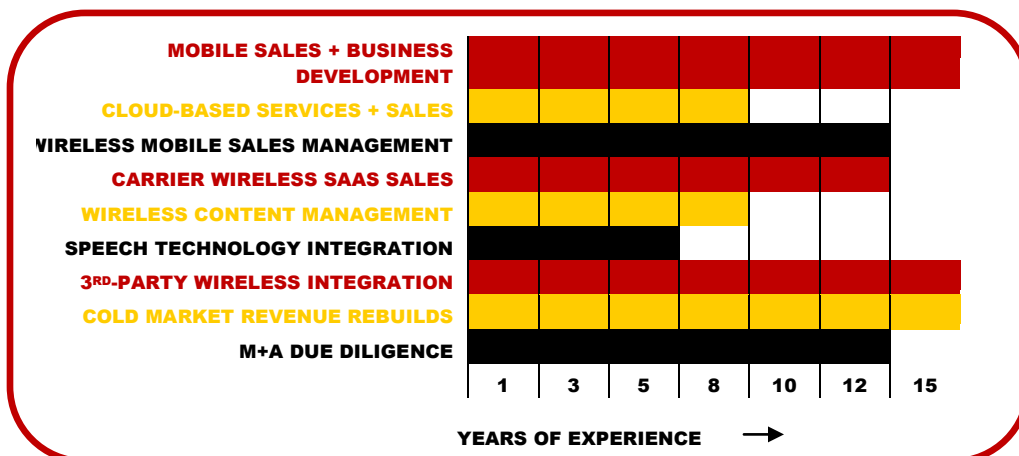 MOBILE SALES + BUSINESS
DEVELOPMENT
CLOUD-BASED SERVICES + SALES
WIRELESS MOBILE SALES MANAGEMENT
CARRIER WIRELESS SAAS SALES
WIRELESS CONTENT MANAGEMENT
SPEECH TECHNOLOGY INTEGRATION
3RD-PARTY WIRELESS INTEGRATION
COLD MARKET REVENUE REBUILDS
M+A DUE DILIGENCE
1 3 5 8 10 12 15
YEARS OF EXPERIENCE